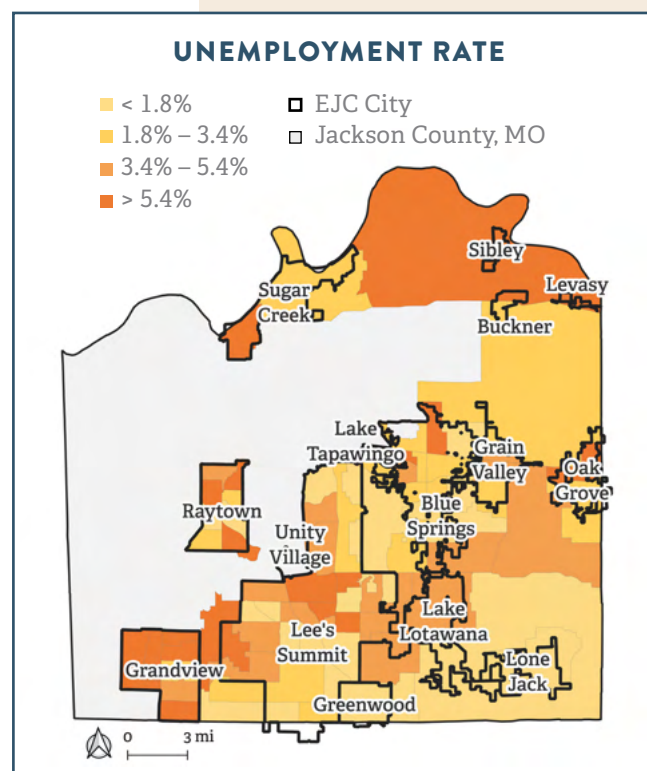 UNEMPLOYMENT RATE
< 1.8%
1.8% – 3.4%
3.4% – 5.4%
> 5.4%
EJC City
Jackson County, MO
Sibley
Sugar
Creek
Levasy
Buckner
Lake
Tapawingo
Grain
Valley
Oak
Grove
Raytown
Blue
Springs
Unity
Village
Lake
Lotawana
Lee's
Summit
Grandview
Lone
Jack
Greenwood
0 3 mi